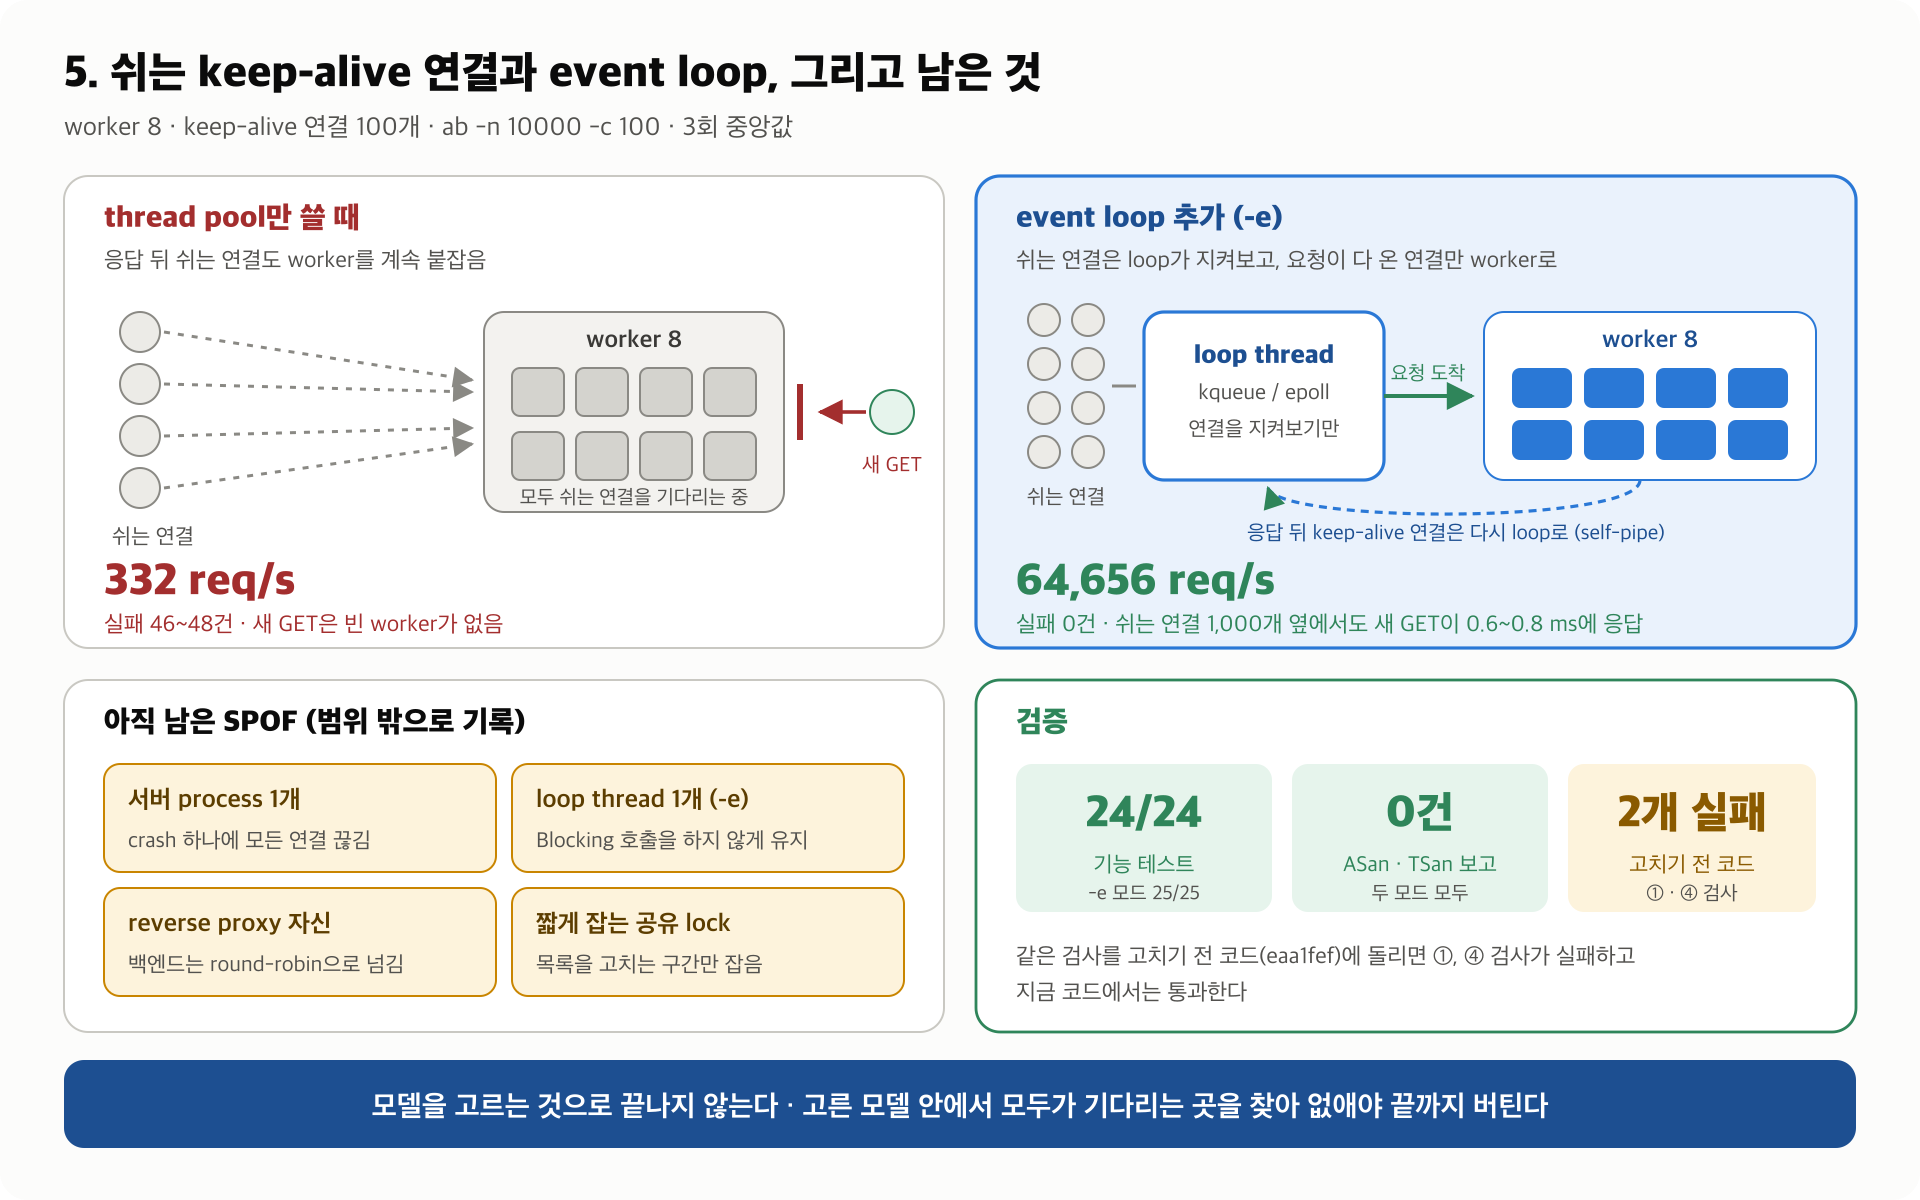 5. 쉬는 keep-alive 연결과 event loop, 그리고 남은 것
worker 8 · keep-alive 연결 100개 · ab -n 10000 -c 100 · 3회 중앙값
thread pool만 쓸 때
응답 뒤 쉬는 연결도 worker를 계속 붙잡음
worker 8
모두 쉬는 연결을 기다리는 중
새 GET
쉬는 연결
332 req/s
실패 46~48건 · 새 GET은 빈 worker가 없음
event loop 추가 (-e)
쉬는 연결은 loop가 지켜보고, 요청이 다 온 연결만 worker로
loop thread
kqueue / epoll
연결을 지켜보기만
요청 도착
worker 8
쉬는 연결
응답 뒤 keep-alive 연결은 다시 loop로 (self-pipe)
64,656 req/s
실패 0건 · 쉬는 연결 1,000개 옆에서도 새 GET이 0.6~0.8 ms에 응답
아직 남은 SPOF (범위 밖으로 기록)
서버 process 1개
crash 하나에 모든 연결 끊김
loop thread 1개 (-e)
Blocking 호출을 하지 않게 유지
reverse proxy 자신
백엔드는 round-robin으로 넘김
짧게 잡는 공유 lock
목록을 고치는 구간만 잡음
검증
24/24
기능 테스트
-e 모드 25/25
0건
ASan · TSan 보고
두 모드 모두
2개 실패
고치기 전 코드
① · ④ 검사
같은 검사를 고치기 전 코드(eaa1fef)에 돌리면 ①, ④ 검사가 실패하고
지금 코드에서는 통과한다
모델을 고르는 것으로 끝나지 않는다 · 고른 모델 안에서 모두가 기다리는 곳을 찾아 없애야 끝까지 버틴다